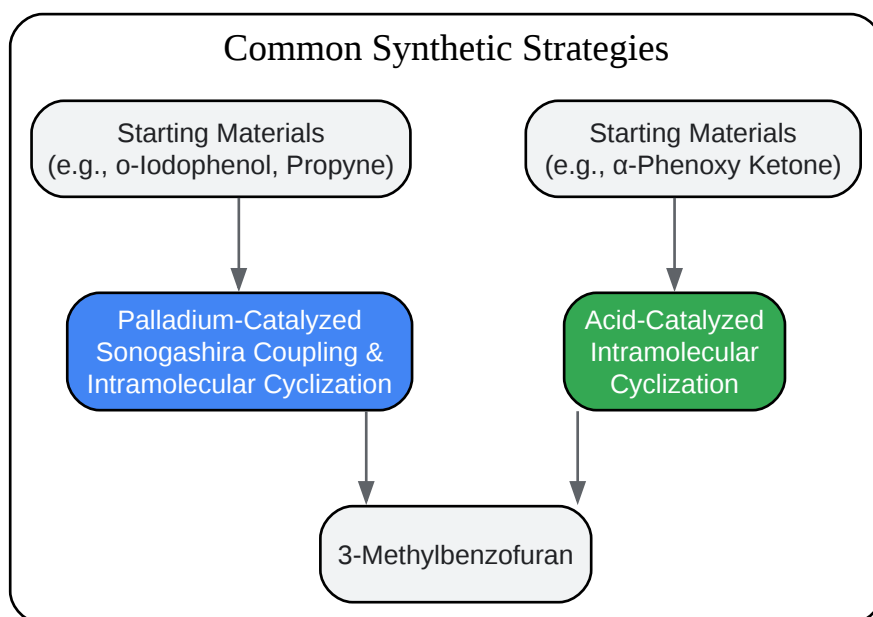 Common Synthetic Strategies
Starting Materials
(e.g., o-Iodophenol, Propyne)
Starting Materials
(e.g., α-Phenoxy Ketone)
Palladium-Catalyzed
Sonogashira Coupling &
Intramolecular Cyclization
Acid-Catalyzed
Intramolecular
Cyclization
3-Methylbenzofuran